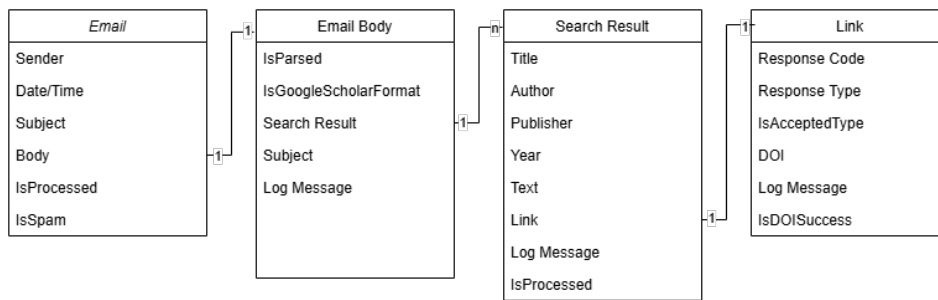 Email
Sender
Date/Time
Subject
Body
IsProcessed
IsSpam
1
1
Email Body
IsParsed
IsGoogleScholarFormat
Search Result
Subject
Log Message
1
n
Search Result
Title
Author
Publisher
Year
Text
Link
Log Message
IsProcessed
1
1
Link
Response Code
Response Type
IsAcceptedType
DOI
Log Message
IsDOISuccess